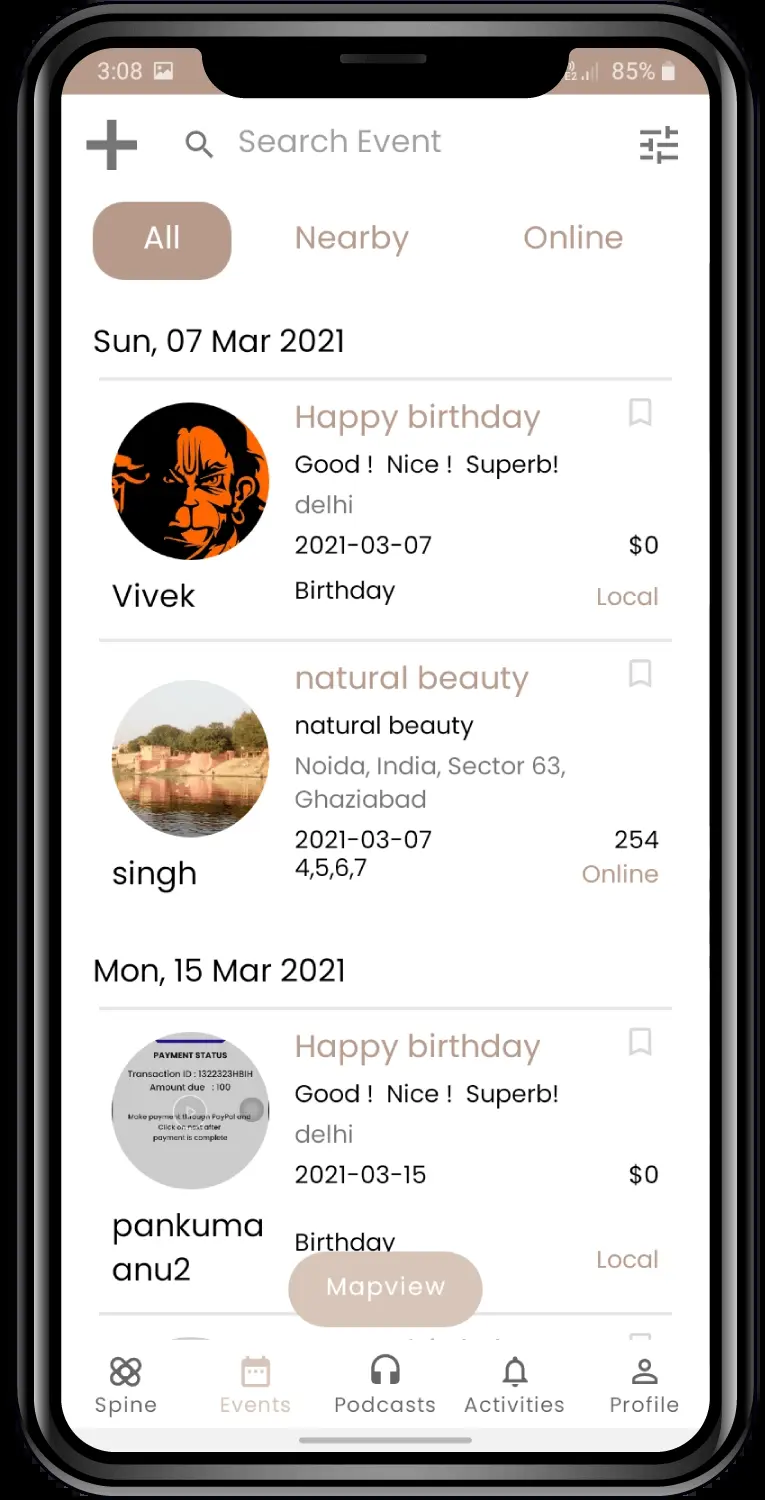 3:08 85%
Search Event
All Nearby Online
Sun, 07 Mar 2021
Happy birthday
Good ! Nice ! Superb!
delhi
2021-03-07 $0
Vivek Birthday Local
natural beauty
natural beauty
Noida, India, Sector 63,
Ghaziabad
2021-03-07 254
4,5,6,7
singh Online
Mon, 15 Mar 2021
Happy birthday
PAYMENT STATUS
Transaction ID : 1322323HBIH
Amount due : 100
Make payment through PayPal and
Click on next after
payment is complete
Good ! Nice ! Superb!
delhi
2021-03-15 $0
pankuma
anu2
Birthday
Local
Mapview
Spine Events Podcasts Activities Profile